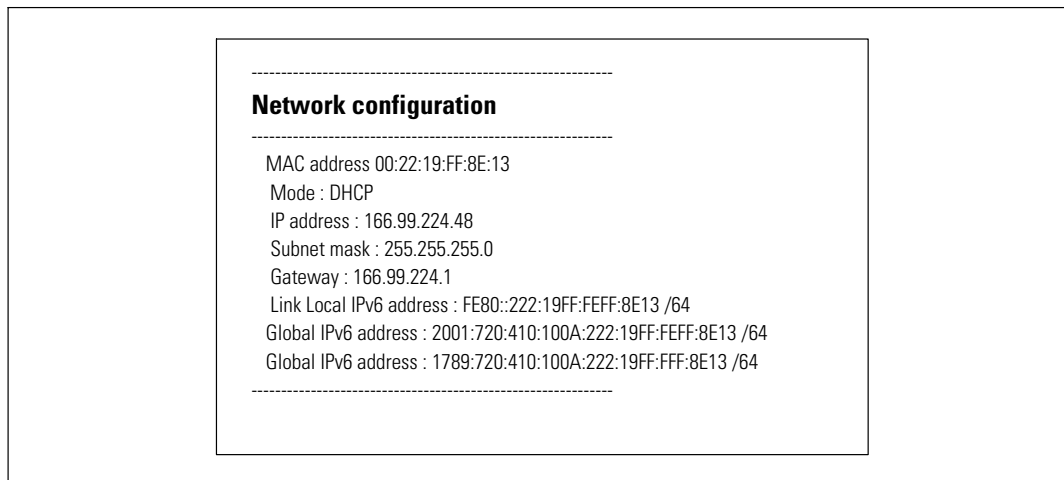 ---------------------------------------------------------------
Network configuration
---------------------------------------------------------------
MAC address 00:22:19:FF:8E:13
Mode : DHCP
IP address : 166.99.224.48
Subnet mask : 255.255.255.0
Gateway : 166.99.224.1
Link Local IPv6 address : FE80::222:19FF:FEFF:8E13 /64
Global IPv6 address : 2001:720:410:100A:222:19FF:FEFF:8E13 /64
Global IPv6 address : 1789:720:410:100A:222:19FF:FFF:8E13 /64
---------------------------------------------------------------